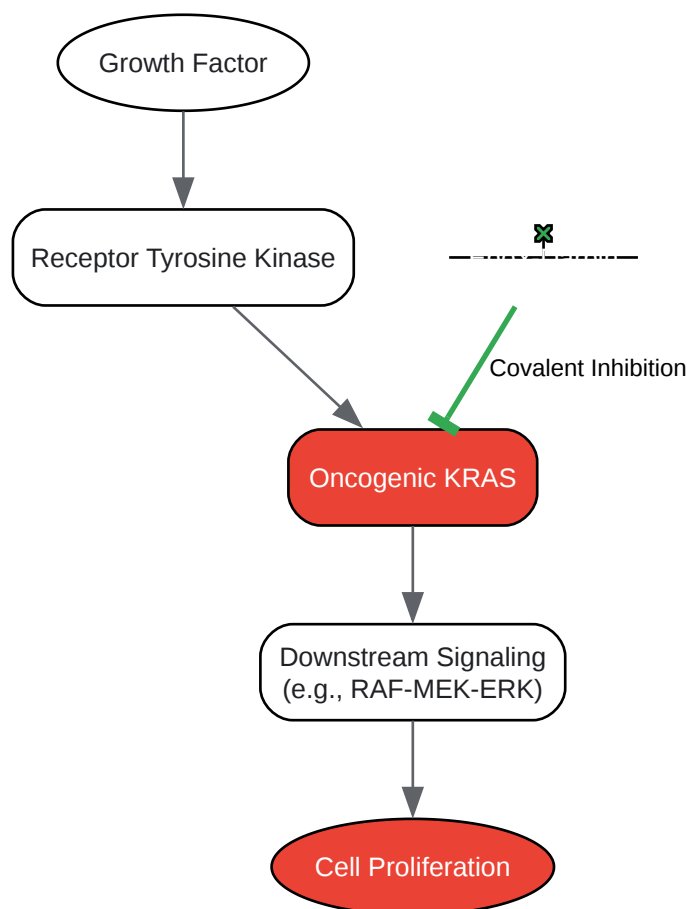 Growth Factor
Receptor Tyrosine Kinase
Covalent Inhibition
Oncogenic KRAS
Downstream Signaling
(e.g., RAF-MEK-ERK)
Cell Proliferation